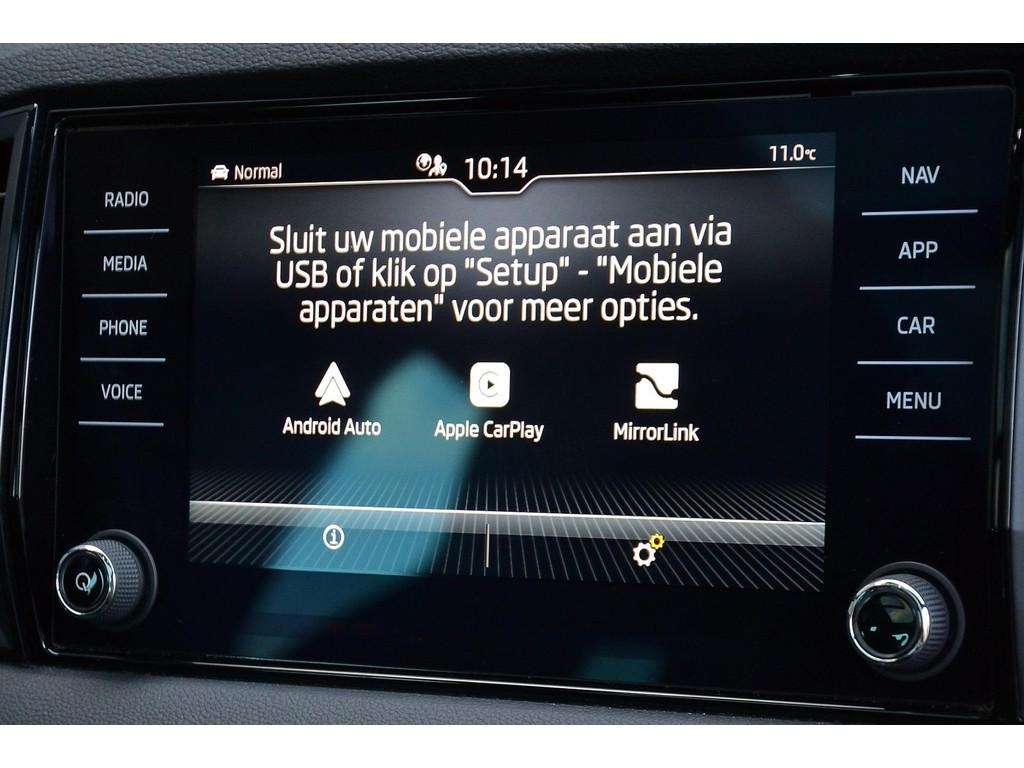 Normal
10:14
11.0°C
RADIO
MEDIA
PHONE
VOICE
Sluit uw mobiele apparaat aan via
USB of klik op "Setup" - "Mobiele
apparaten" voor meer opties.
Android Auto
Apple CarPlay
MirrorLink
NAV
APP
CAR
MENU